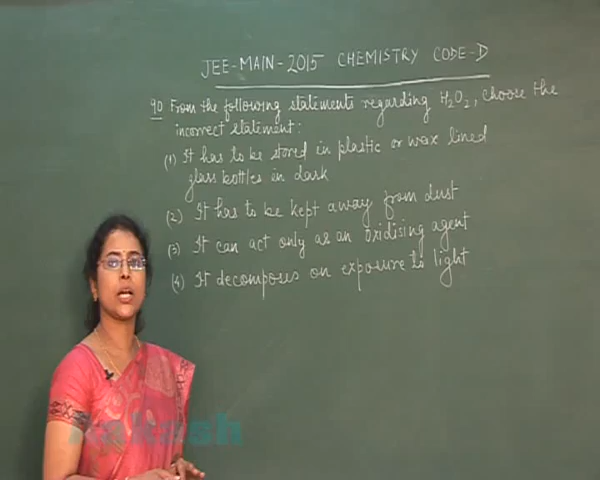 JEE-MAIN-2015 CHEMISTRY CODE-D
90 From the following statements regarding H₂O₂, choose the
incorrect statement:
(1) It has to be stored in plastic or wax lined
glass bottles in dark
(2) It has to be kept away from dust
(3) It can act only as an oxidising agent
(4) It decomposes on exposure to light
Aakash